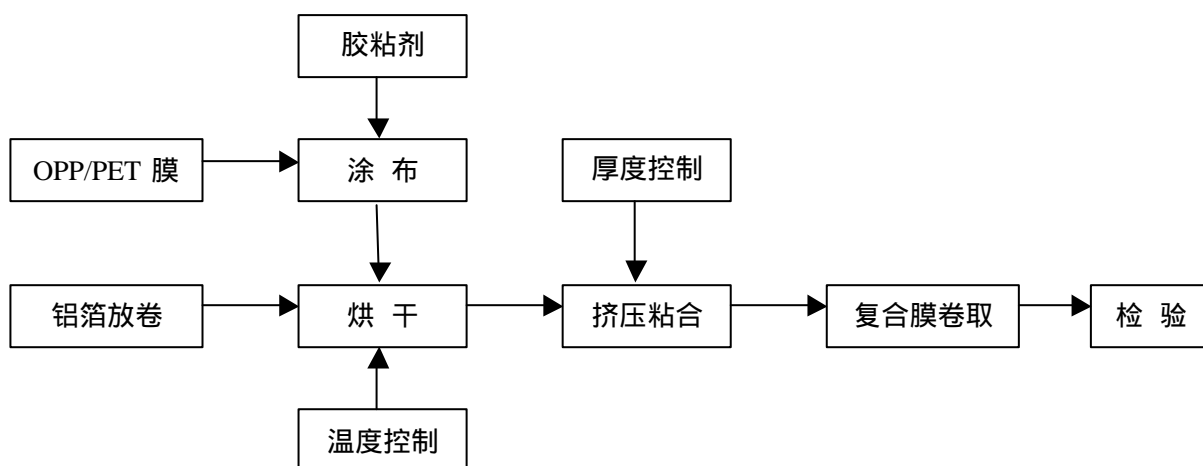 胶粘剂
OPP/PET 膜
涂 布
厚度控制
铝箔放卷
烘 干
挤压粘合
复合膜卷取
检 验
温度控制